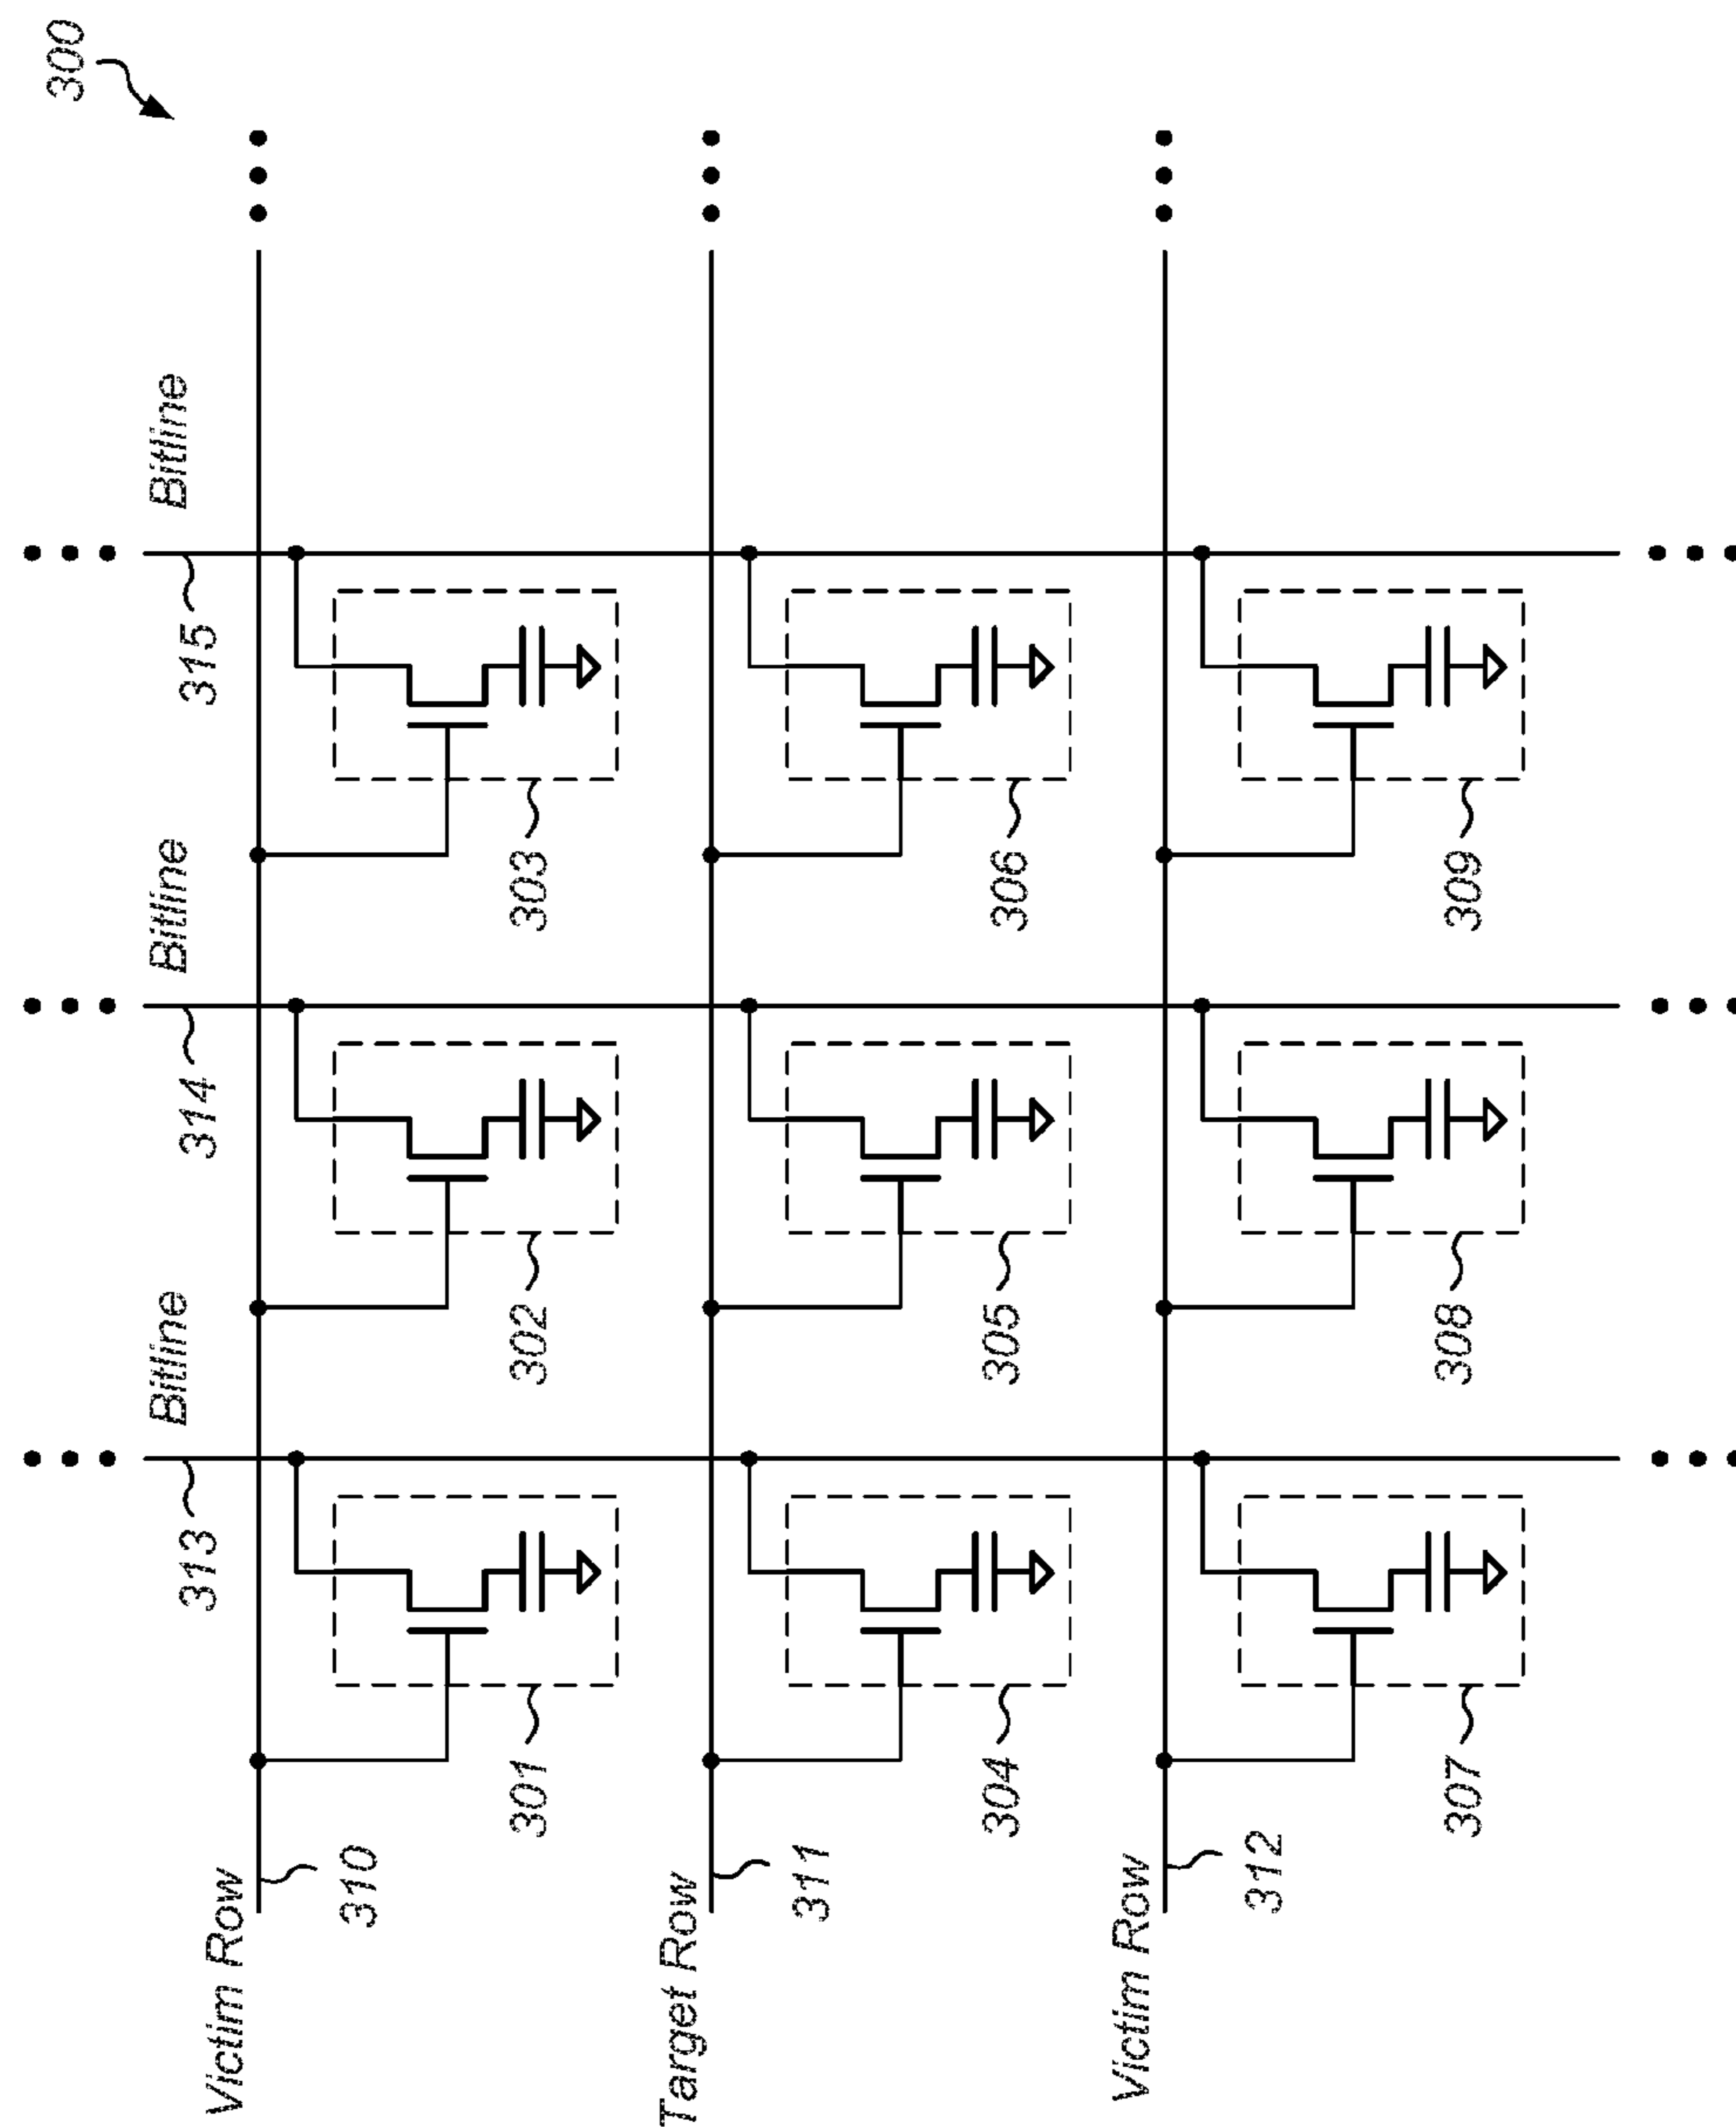 300
Bitline Bitline Bitline
313 314 315
Victim Row
310
301 302 303
Target Row
311
304 305 306
Victim Row
312
307 308 309